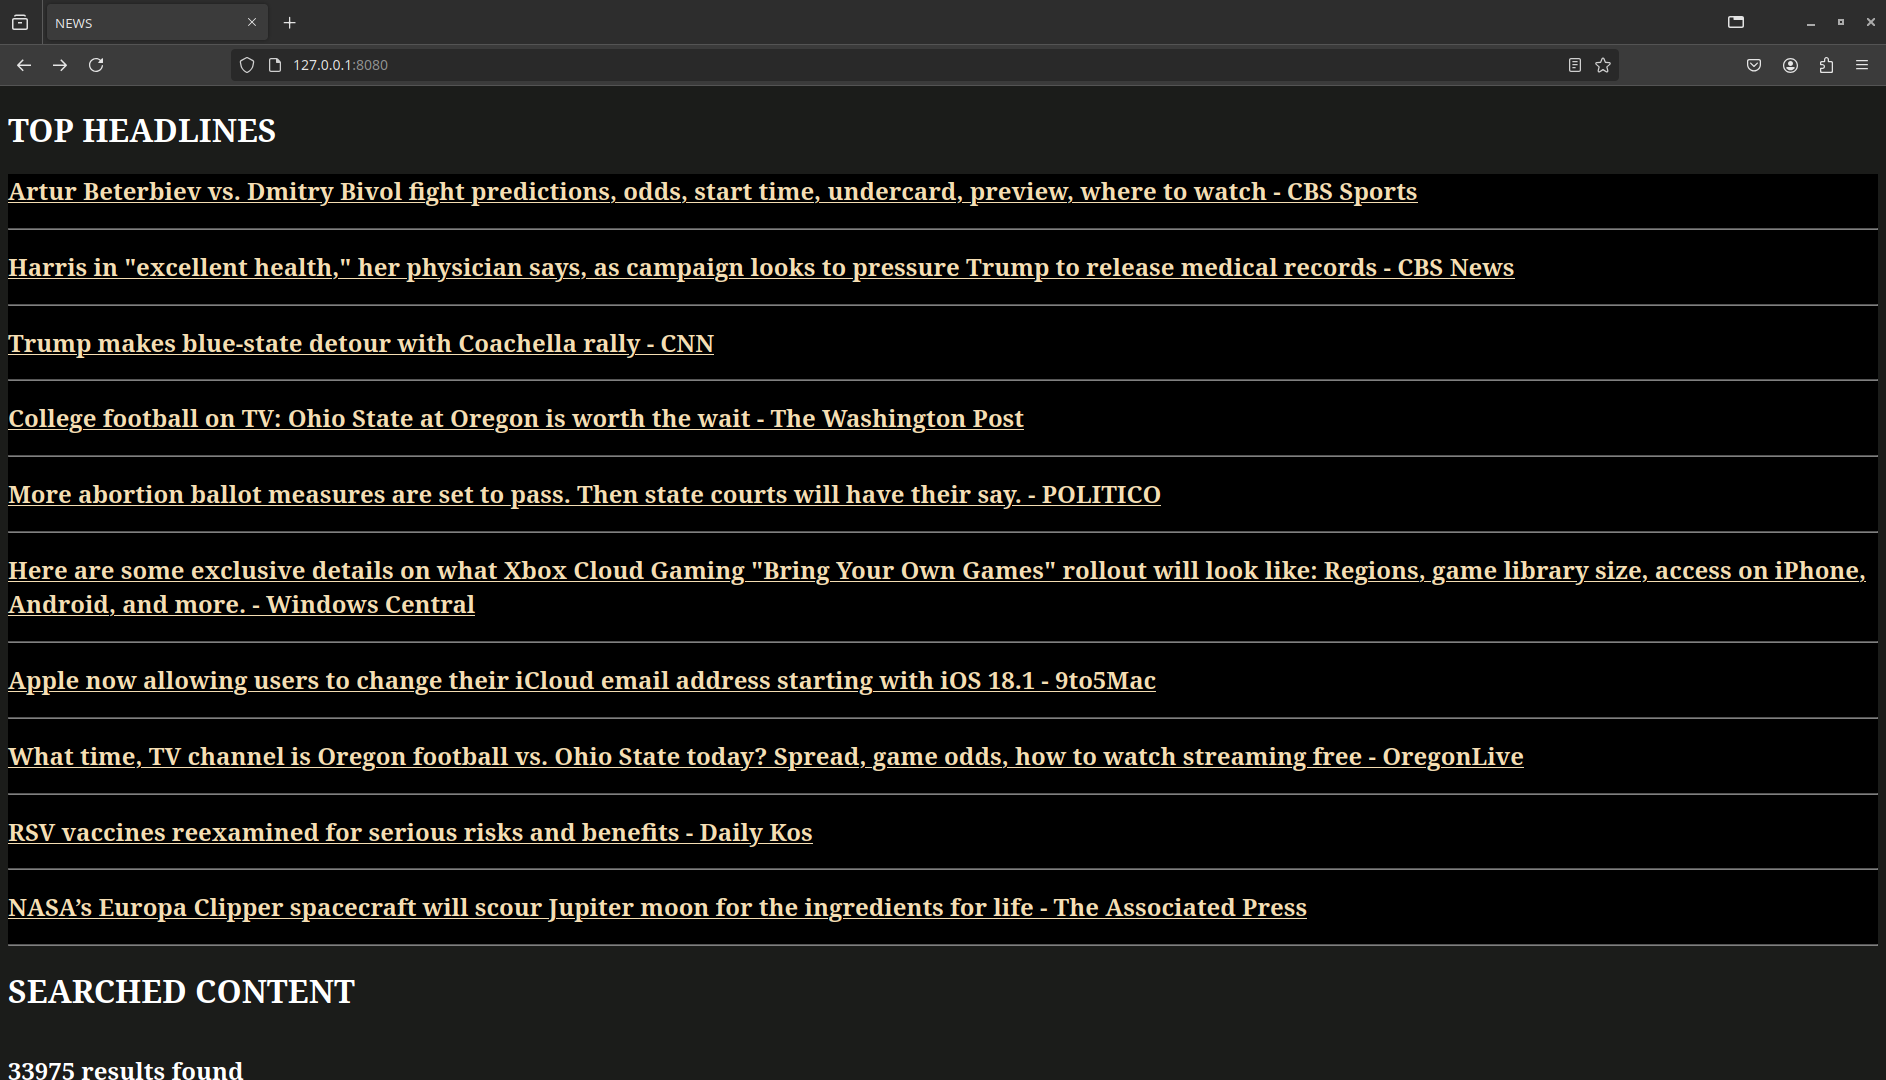 NEWS
127.0.0.1:8080
TOP HEADLINES
Artur Beterbiev vs. Dmitry Bivol fight predictions, odds, start time, undercard, preview, where to watch - CBS Sports
Harris in "excellent health," her physician says, as campaign looks to pressure Trump to release medical records - CBS News
Trump makes blue-state detour with Coachella rally - CNN
College football on TV: Ohio State at Oregon is worth the wait - The Washington Post
More abortion ballot measures are set to pass. Then state courts will have their say. - POLITICO
Here are some exclusive details on what Xbox Cloud Gaming "Bring Your Own Games" rollout will look like: Regions, game library size, access on iPhone,
Android, and more. - Windows Central
Apple now allowing users to change their iCloud email address starting with iOS 18.1 - 9to5Mac
What time, TV channel is Oregon football vs. Ohio State today? Spread, game odds, how to watch streaming free - OregonLive
RSV vaccines reexamined for serious risks and benefits - Daily Kos
NASA’s Europa Clipper spacecraft will scour Jupiter moon for the ingredients for life - The Associated Press
SEARCHED CONTENT
33975 results found